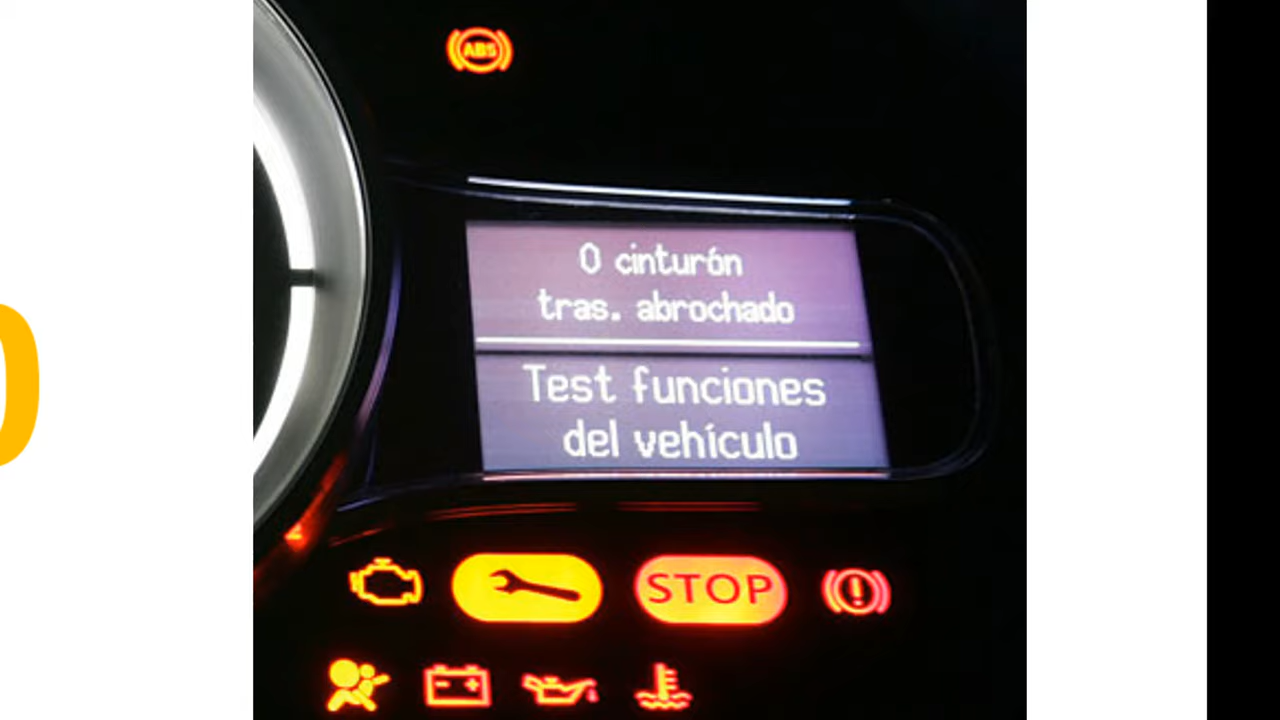 ABS
0 cinturón
tras. abrochado
Test funciones
del vehículo
STOP